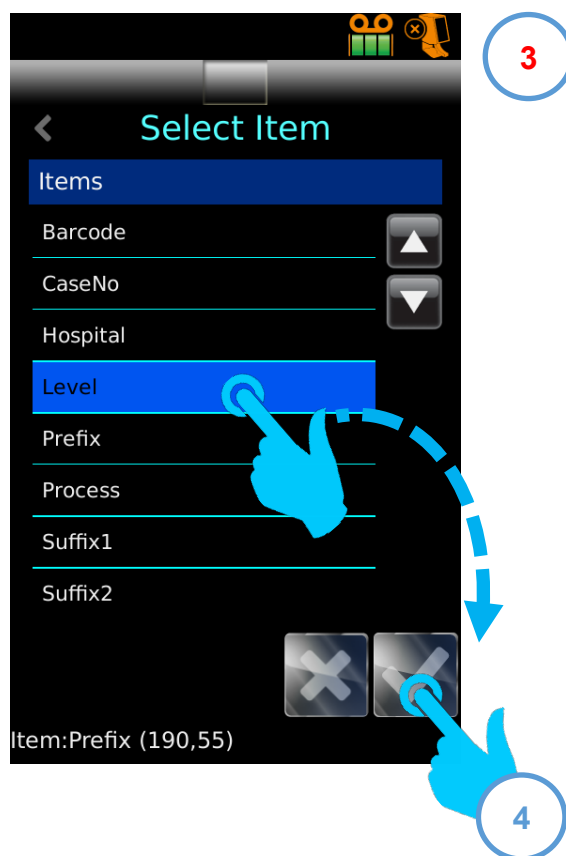 3
Select Item
Items
Barcode
CaseNo
Hospital
Level
Prefix
Process
Suffix1
Suffix2
Item:Prefix (190,55)
4